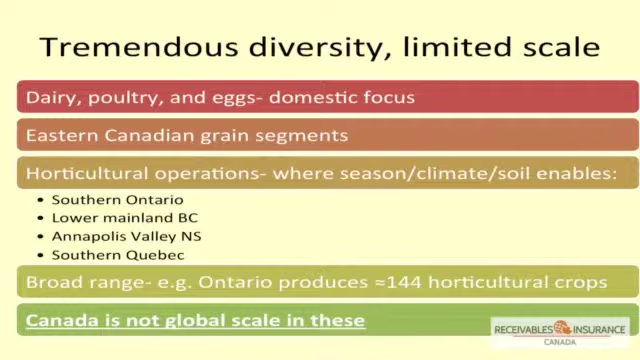 Tremendous diversity, limited scale
Dairy, poultry, and eggs- domestic focus
Eastern Canadian grain segments
Horticultural operations- where season/climate/soil enables:
• Southern Ontario
• Lower mainland BC
• Annapolis Valley NS
• Southern Quebec
Broad range- e.g. Ontario produces ≈144 horticultural crops
Canada is not global scale in these
RECEIVABLES INSURANCE
CANADA